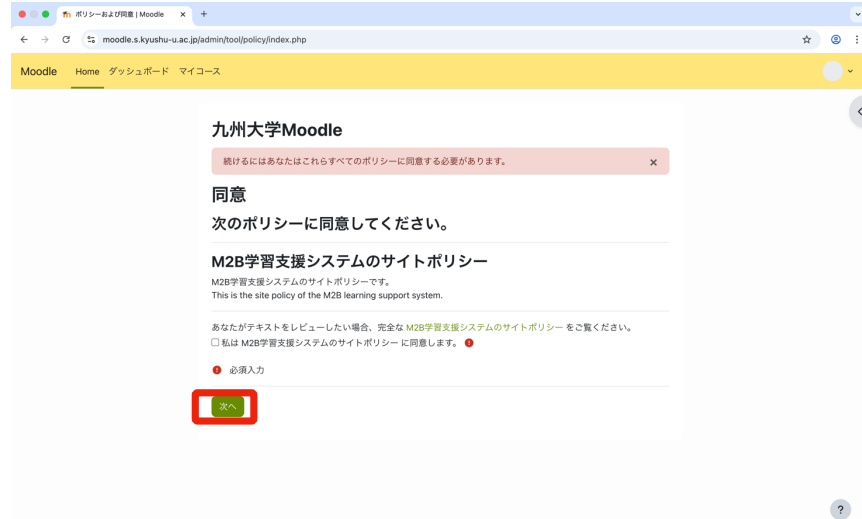 ポリシーおよび同意 | Moodle
moodle.s.kyushu-u.ac.jp/admin/tool/policy/index.php
Moodle Home ダッシュボード マイコース
九州大学Moodle
続けるにはあなたはこれらすべてのポリシーに同意する必要があります。
同意
次のポリシーに同意してください。
M2B学習支援システムのサイトポリシー
M2B学習支援システムのサイトポリシーです。
This is the site policy of the M2B learning support system.
あなたがテキストをレビューしたい場合、完全な M2B学習支援システムのサイトポリシー をご覧ください。
私は M2B学習支援システムのサイトポリシー に同意します。
必須入力
次へ
?